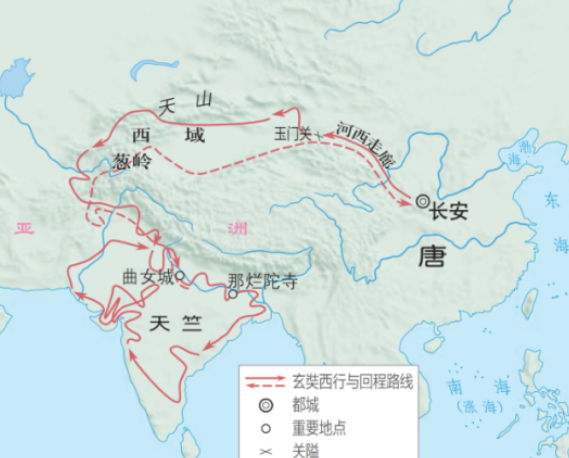 天山
西域
玉门关
河西走廊
葱岭
渤海
长安
东海
亚洲
唐
曲女城
那烂陀寺
天竺
玄奘西行与回程路线
都城
重要地点
关隘
南海
（涨海）